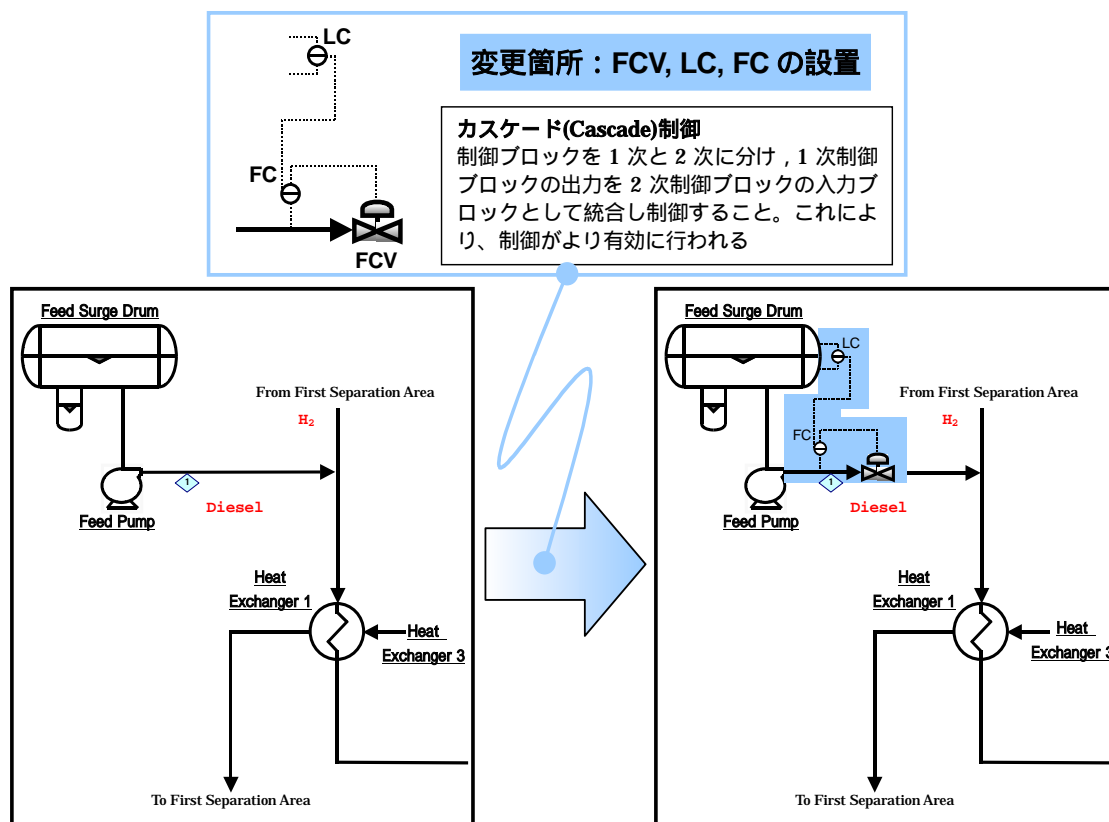 LC
変更箇所：FCV, LC, FC の設置
カスケード(Cascade)制御
制御ブロックを 1 次と 2 次に分け , 1 次制御
ブロックの出力を 2 次制御ブロックの入力ブ
ロックとして統合し制御すること。これによ
り、制御がより有効に行われる
FC
FCV
Feed Surge Drum
From First Separation Area
H2
1
Diesel
Feed Pump
Heat
Exchanger 1
Heat
Exchanger 3
To First Separation Area
Feed Surge Drum
LC
From First Separation Area
H2
FC
1
Diesel
Feed Pump
Heat
Exchanger 1
Heat
Exchanger 3
To First Separation Area